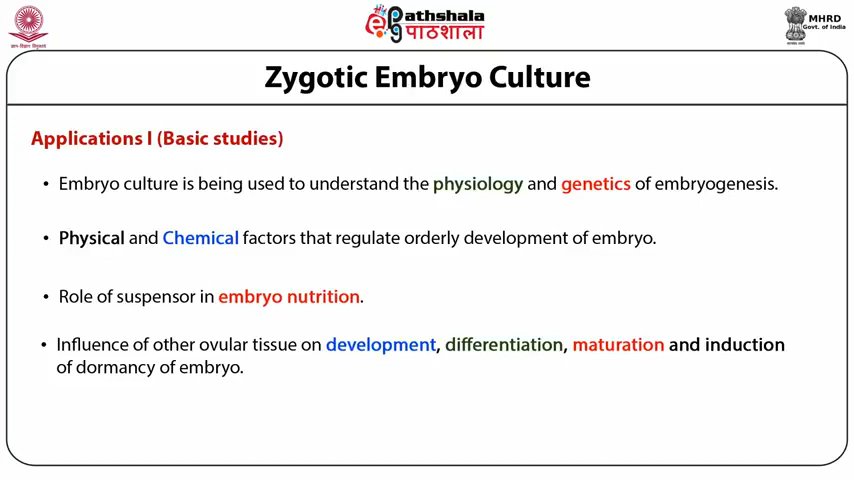 ePathshala
पाठशाला
MHRD
Govt. of India
Zygotic Embryo Culture
Applications I (Basic studies)
• Embryo culture is being used to understand the physiology and genetics of embryogenesis.
• Physical and Chemical factors that regulate orderly development of embryo.
• Role of suspensor in embryo nutrition.
• Influence of other ovular tissue on development, differentiation, maturation and induction
of dormancy of embryo.